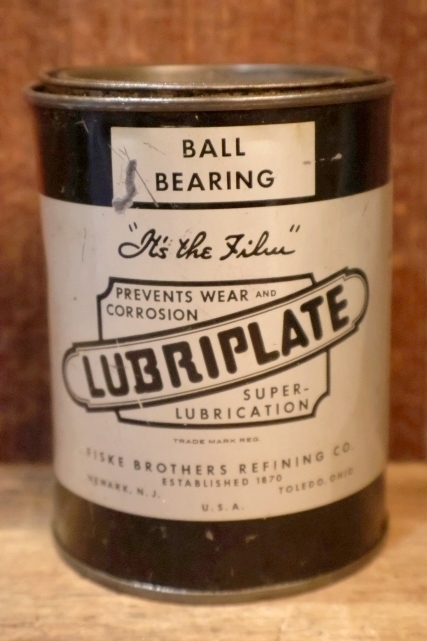 BALL
BEARING
"It's the Film"
PREVENTS WEAR AND
CORROSION
LUBRIPLATE
SUPER-
LUBRICATION
TRADE MARK REG.
FISKE BROTHERS REFINING CO.
ESTABLISHED 1870
NEWARK, N.J. TOLEDO, OHIO
U.S.A.